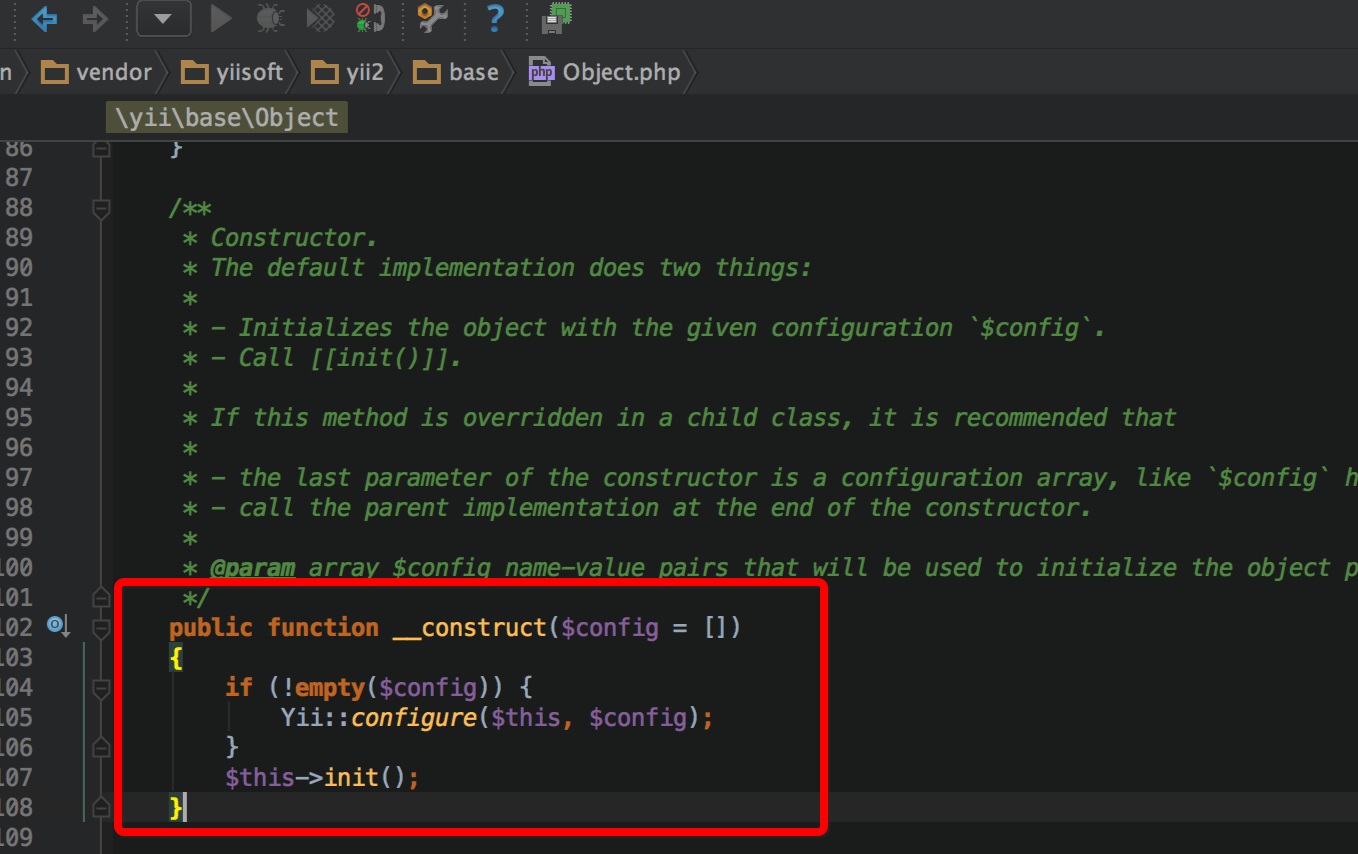 n vendor yiisoft yii2 base php Object.php
\yii\base\Object
86 }
87
88 /**
89 * Constructor.
90 * The default implementation does two things:
91 *
92 * - Initializes the object with the given configuration `$config`.
93 * - Call [[init()]].
94 *
95 * If this method is overridden in a child class, it is recommended that
96 *
97 * - the last parameter of the constructor is a configuration array, like `$config` h
98 * - call the parent implementation at the end of the constructor.
99 *
100 * @param array $config name-value pairs that will be used to initialize the object p
101 */
102 public function __construct($config = [])
103 {
104 if (!empty($config)) {
105 Yii::configure($this, $config);
106 }
107 $this->init();
108 }
109